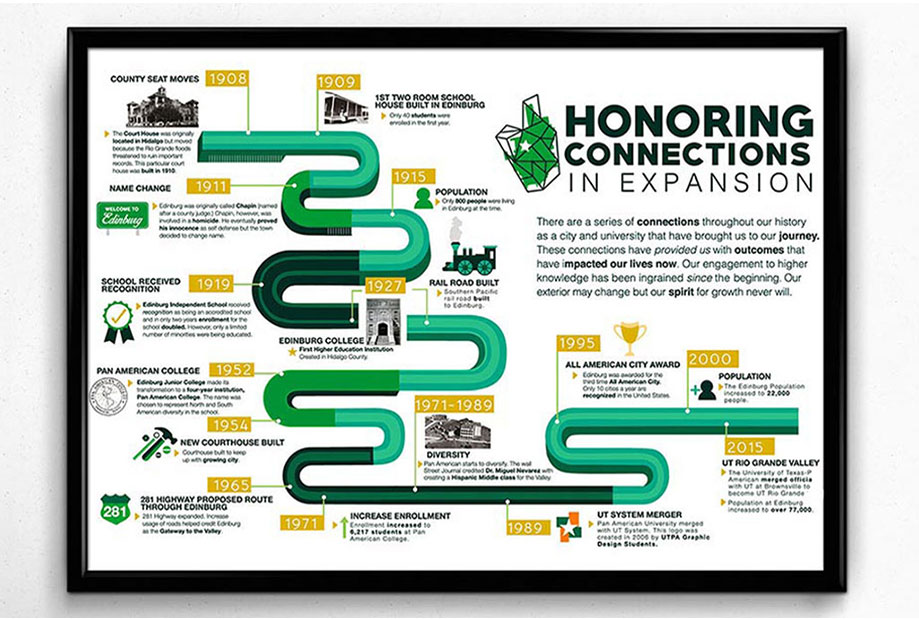 COUNTY SEAT MOVES
1908
The Court House was originally
located in Hidalgo but moved
because the Rio Grande floods
threatened to ruin important
records. This particular court
house was built in 1910.
1909
1ST TWO ROOM SCHOOL
HOUSE BUILT IN EDINBURG
Only 40 students were
enrolled in the first year.
NAME CHANGE
1911
WELCOME TO
Edinburg
Edinburg was originally called Chapin (named
after a county judge.) Chapin, however, was
involved in a homicide. He eventually proved
his innocence as self defense but the town
decided to change name.
1915
POPULATION
Only 800 people were living
in Edinburg at the time.
SCHOOL RECEIVED
RECOGNITION
1919
Edinburg Independent School received
recognition as being an accredited school
and in only two years enrollment for the
school doubled. However, only a limited
number of minorities were being educated.
1927
RAIL ROAD BUILT
Southern Pacific
rail road built
to Edinburg.
EDINBURG COLLEGE
First Higher Education Institution
Created in Hidalgo County.
PAN AMERICAN COLLEGE
1952
Edinburg Junior College made its
transformation to a four-year institution,
Pan American College. The name was
chosen to represent North and South
American diversity in the school.
1954
NEW COURTHOUSE BUILT
Courthouse built to keep
up with growing city.
1971-1989
DIVERSITY
Pan American starts to diversify. The wall
Street Journal credited Dr. Miguel Nevarez with
creating a Hispanic Middle class for the Valley.
1965
281
281 HIGHWAY PROPOSED ROUTE
THROUGH EDINBURG
281 Highway expanded. Increase
usage of roads helped credit Edinburg
as the Gateway to the Valley.
1971
INCREASE ENROLLMENT
Enrollment increased to
6,217 students at Pan
American College.
1989
UT SYSTEM MERGER
Pan American University merged
with UT System. This logo was
created in 2006 by UTPA Graphic
Design Students.
HONORING
CONNECTIONS
IN EXPANSION
There are a series of connections throughout our history
as a city and university that have brought us to our journey.
These connections have provided us with outcomes that
have impacted our lives now. Our engagement to higher
knowledge has been ingrained since the beginning. Our
exterior may change but our spirit for growth never will.
1995
ALL AMERICAN CITY AWARD
Edinburg was awarded for the
third time All American City.
Only 10 cities a year are
recognized in the United States.
2000
POPULATION
The Edinburg Population
increased to 22,000
people.
2015
UT RIO GRANDE VALLEY
The University of Texas-P
American merged officia
with UT at Brownsville to
become UT Rio Grande
Population at Edinburg
increased to over 77,000.